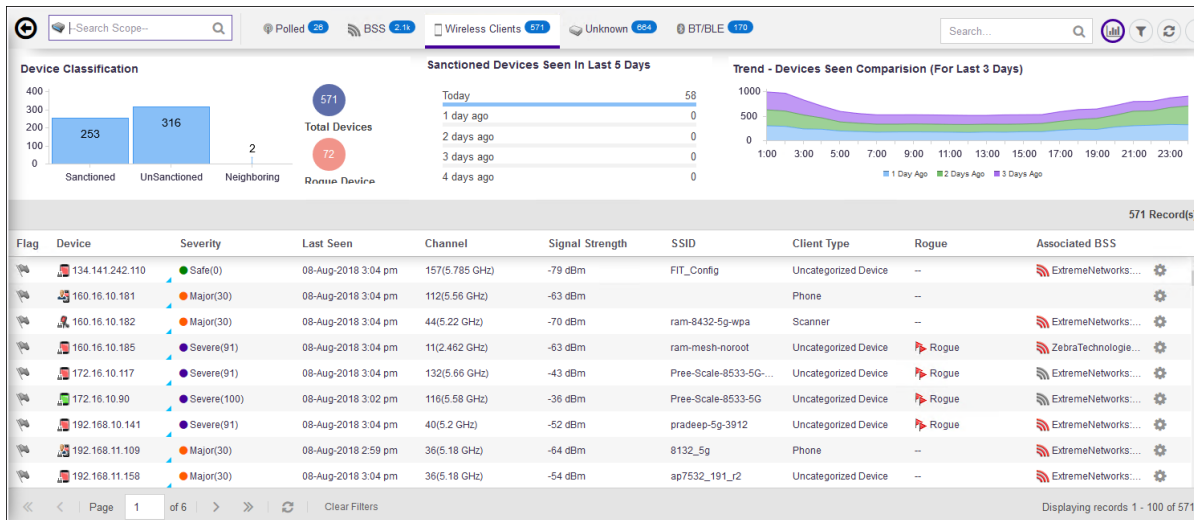 --Search Scope--
Polled 26
BSS 2.1k
Wireless Clients 571
Unknown 664
BT/BLE 170
Search...
Device Classification
400
300
200
100
0
253
316
2
Sanctioned UnSanctioned Neighboring
571
Total Devices
72
Rogue Device
Sanctioned Devices Seen In Last 5 Days
Today 58
1 day ago 0
2 days ago 0
3 days ago 0
4 days ago 0
Trend - Devices Seen Comparision (For Last 3 Days)
1000
500
0
1:00 3:00 5:00 7:00 9:00 11:00 13:00 15:00 17:00 19:00 21:00 23:00
1 Day Ago 2 Days Ago 3 Days Ago
571 Record(s
Flag Device Severity Last Seen Channel Signal Strength SSID Client Type Rogue Associated BSS
134.141.242.110 Safe(0) 08-Aug-2018 3:04 pm 157(5.785 GHz) -79 dBm FIT_Config Uncategorized Device -- ExtremeNetworks:...
160.16.10.181 Major(30) 08-Aug-2018 3:04 pm 112(5.56 GHz) -63 dBm Phone --
160.16.10.182 Major(30) 08-Aug-2018 3:04 pm 44(5.22 GHz) -70 dBm ram-8432-5g-wpa Scanner -- ExtremeNetworks:...
160.16.10.185 Severe(91) 08-Aug-2018 3:04 pm 11(2.462 GHz) -63 dBm ram-mesh-noroot Uncategorized Device Rogue ZebraTechnologie...
172.16.10.117 Severe(91) 08-Aug-2018 3:04 pm 132(5.66 GHz) -43 dBm Pree-Scale-8533-5G-... Uncategorized Device Rogue ExtremeNetworks:...
172.16.10.90 Severe(100) 08-Aug-2018 3:02 pm 116(5.58 GHz) -36 dBm Pree-Scale-8533-5G Uncategorized Device Rogue ExtremeNetworks:...
192.168.10.141 Severe(91) 08-Aug-2018 3:04 pm 40(5.2 GHz) -52 dBm pradeep-5g-3912 Uncategorized Device Rogue ExtremeNetworks:...
192.168.11.109 Major(30) 08-Aug-2018 2:59 pm 36(5.18 GHz) -64 dBm 8132_5g Phone -- ExtremeNetworks:...
192.168.11.158 Major(30) 08-Aug-2018 3:04 pm 36(5.18 GHz) -54 dBm ap7532_191_r2 Uncategorized Device -- ExtremeNetworks:...
Page 1 of 6 Clear Filters Displaying records 1 - 100 of 571